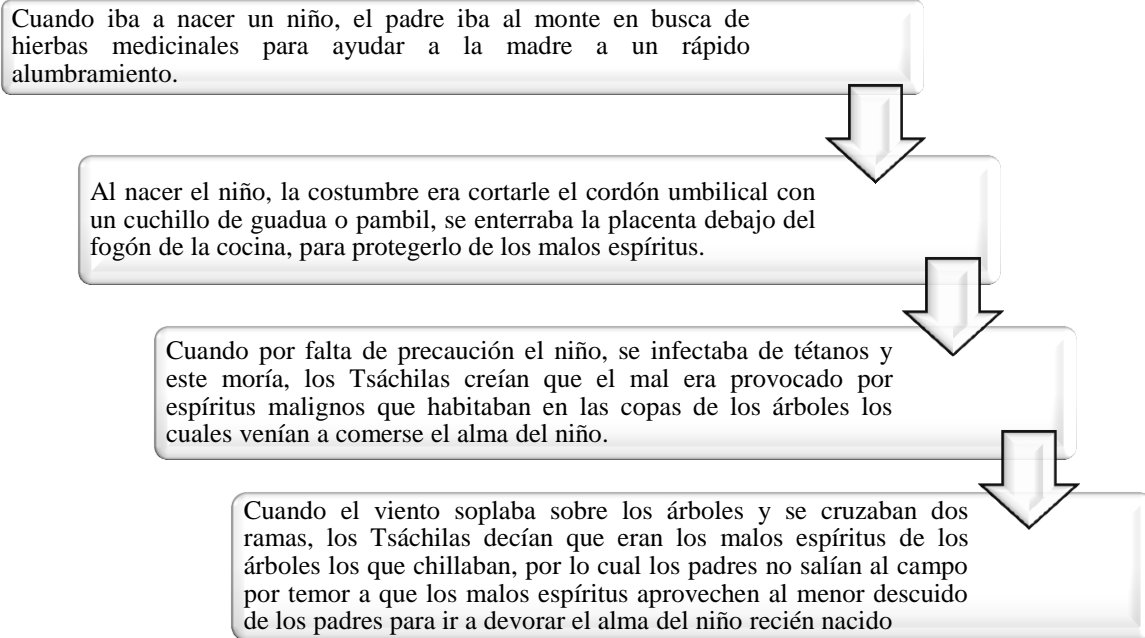 Cuando iba a nacer un niño, el padre iba al monte en busca de
hierbas medicinales para ayudar a la madre a un rápido
alumbramiento.
Al nacer el niño, la costumbre era cortarle el cordón umbilical con
un cuchillo de guadua o pambil, se enterraba la placenta debajo del
fogón de la cocina, para protegerlo de los malos espíritus.
Cuando por falta de precaución el niño, se infectaba de tétanos y
este moría, los Tsáchilas creían que el mal era provocado por
espíritus malignos que habitaban en las copas de los árboles los
cuales venían a comerse el alma del niño.
Cuando el viento soplaba sobre los árboles y se cruzaban dos
ramas, los Tsáchilas decían que eran los malos espíritus de los
árboles los que chillaban, por lo cual los padres no salían al campo
por temor a que los malos espíritus aprovechen al menor descuido
de los padres para ir a devorar el alma del niño recién nacido